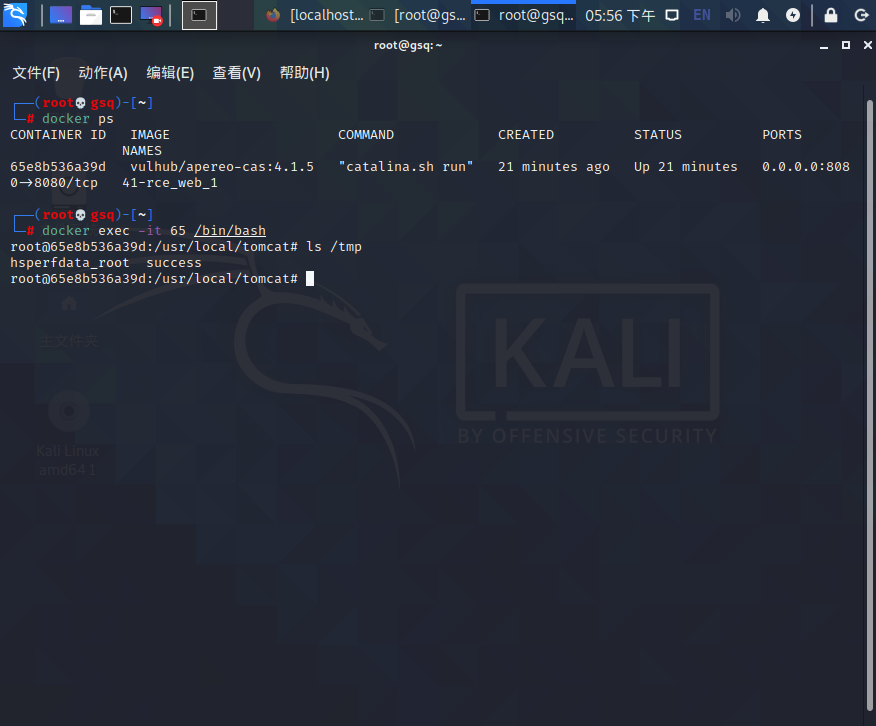 [localhost... [root@gs... root@gsq... 05:56 下午 EN
root@gsq: ~
文件(F) 动作(A) 编辑(E) 查看(V) 帮助(H)
┌──(root💀gsq)-[~]
└─# docker ps
CONTAINER ID   IMAGE                     COMMAND             CREATED          STATUS          PORTS
              NAMES
65e8b536a39d   vulhub/apereo-cas:4.1.5   "catalina.sh run"   21 minutes ago   Up 21 minutes   0.0.0.0:808
0→8080/tcp   41-rce_web_1
┌──(root💀gsq)-[~]
└─# docker exec -it 65 /bin/bash
root@65e8b536a39d:/usr/local/tomcat# ls /tmp
hsperfdata_root  success
root@65e8b536a39d:/usr/local/tomcat#
主文件夹
KALI
BY OFFENSIVE SECURITY
Kali Linux
amd64 1